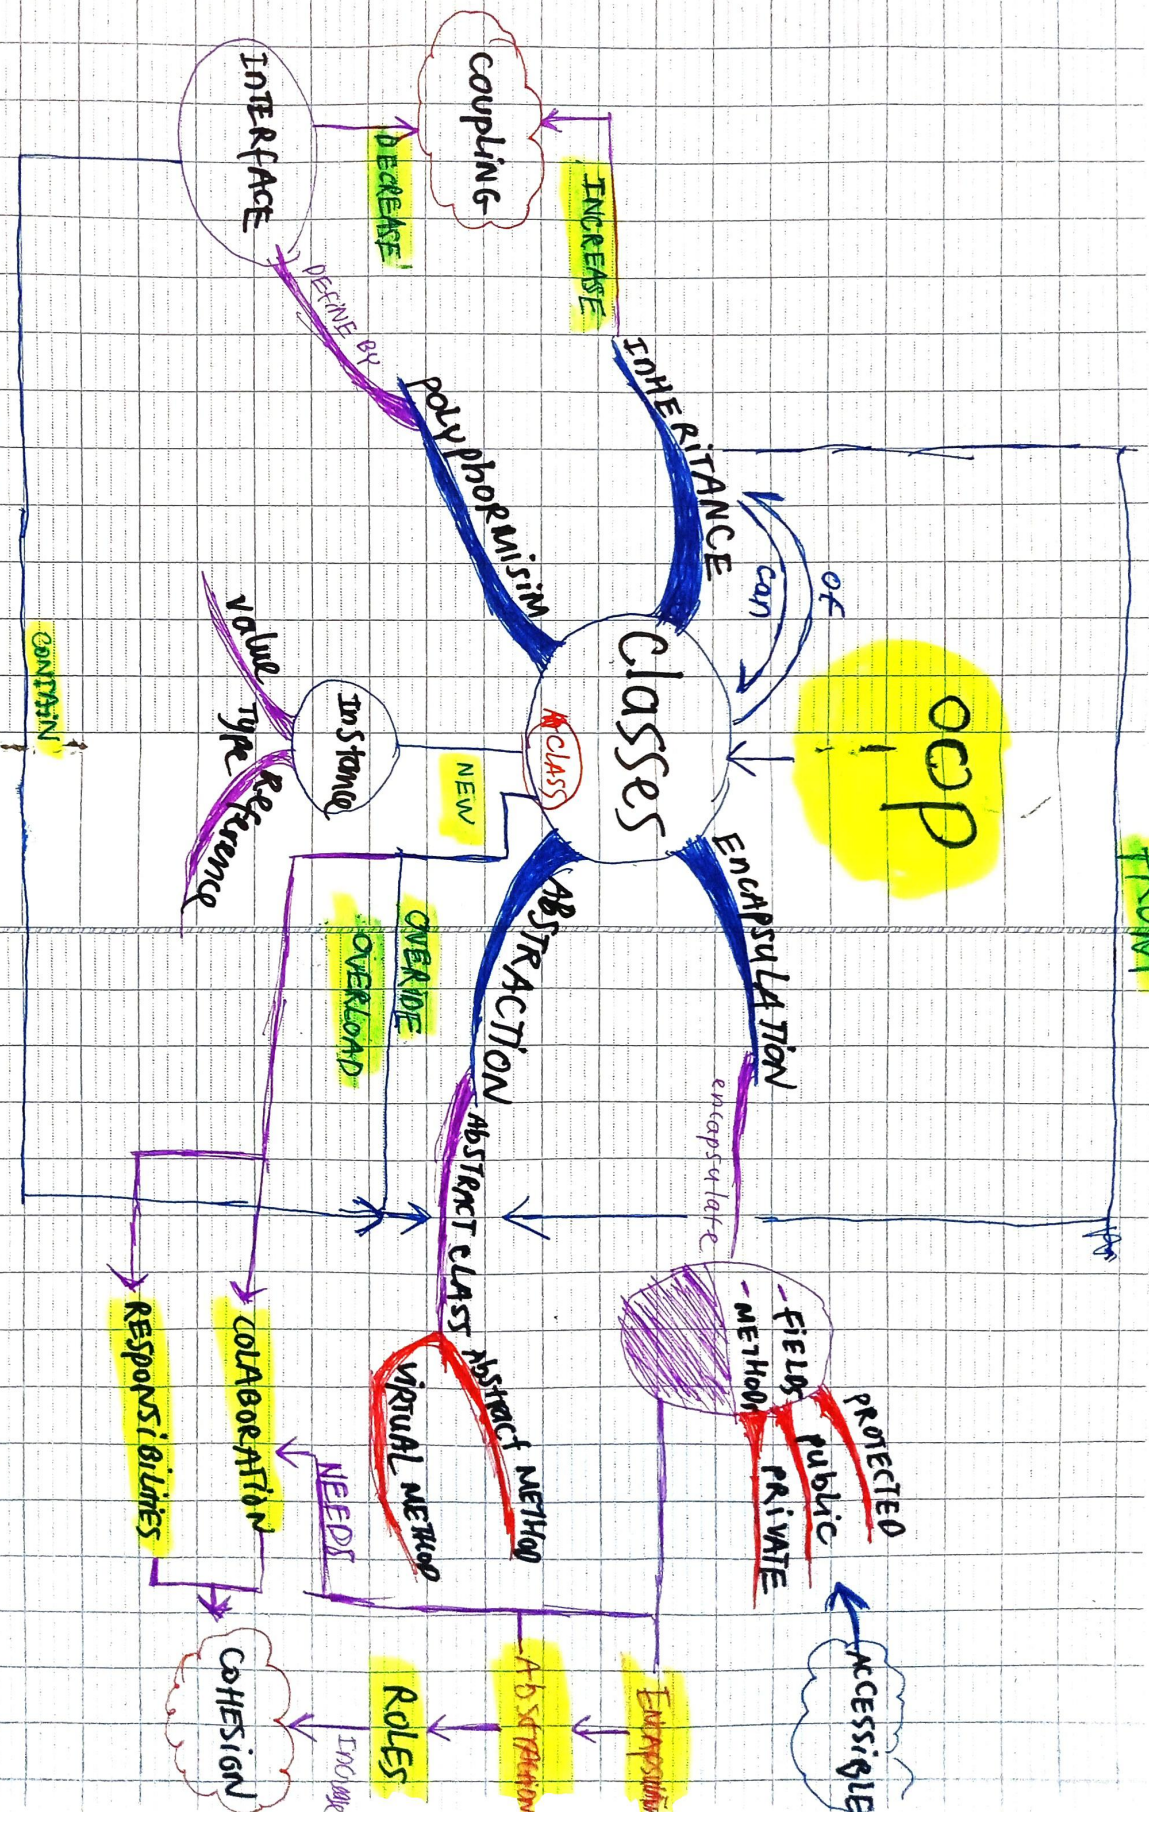 OOP
FROM
OF
can
Classes
A CLASS
INHERITANCE
INCREASE
COUPLING
DECREASE
INTERFACE
DEFINE BY
POLYPHORMISIM
CONTAIN
NEW
Instance
Value Type
Reference
OVERIDE
OVERLOAD
ABSTRACTION
ABSTRACT CLASS
ABSTRACT METHOD
VIRTUAL METHOD
ENCAPSULATION
encapsulate
- FIELDS
- METHODS
PROTECTED
Public
PRIVATE
ACCESSIBLE
COLABORATION
RESPONSIBILITIES
NEEDS
Abstraction
ROLES
COHESION